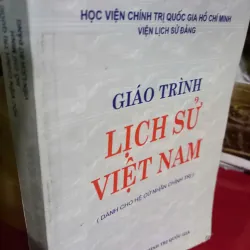 HỌC VIỆN CHÍNH TRỊ QUỐC GIA HỒ CHÍ MINH
VIỆN LỊCH SỬ ĐẢNG
GIÁO TRÌNH
LỊCH SỬ
VIỆT NAM
( DÀNH CHO HỆ CỬ NHÂN CHÍNH TRỊ )